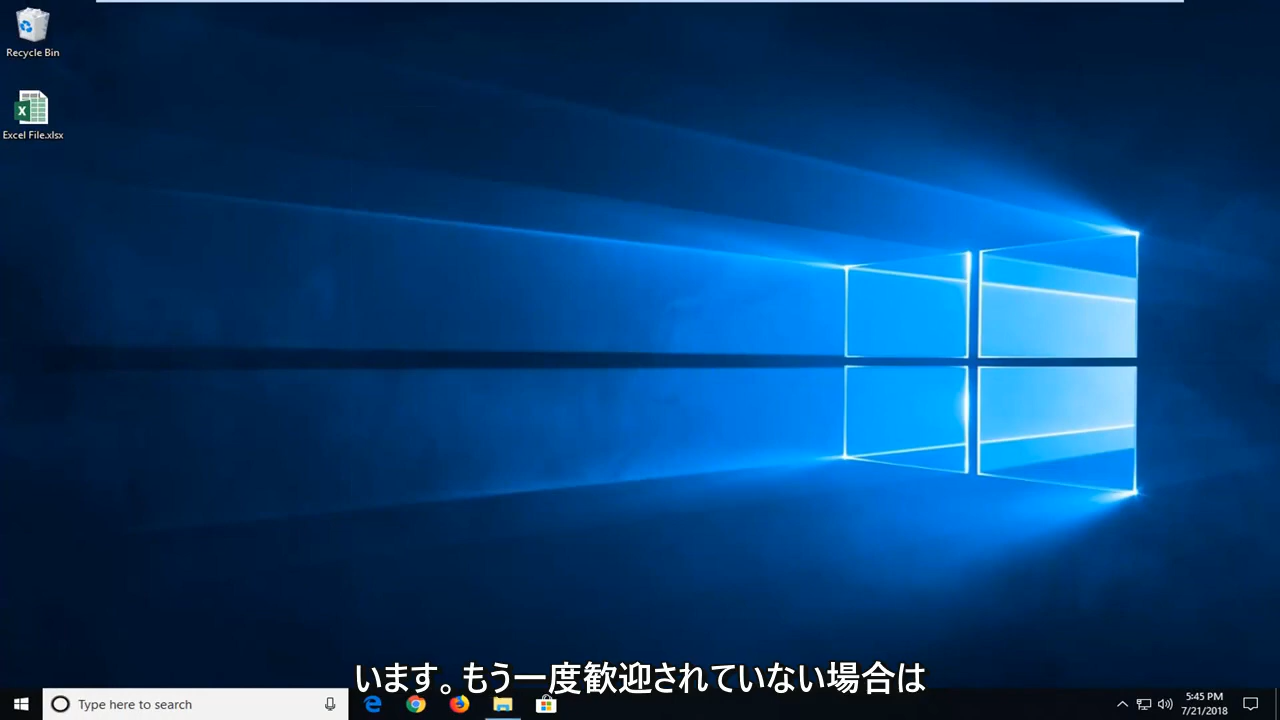 Recycle Bin
Excel File.xlsx
います。もう一度歓迎されていない場合は
Type here to search
5:45 PM
7/21/2018